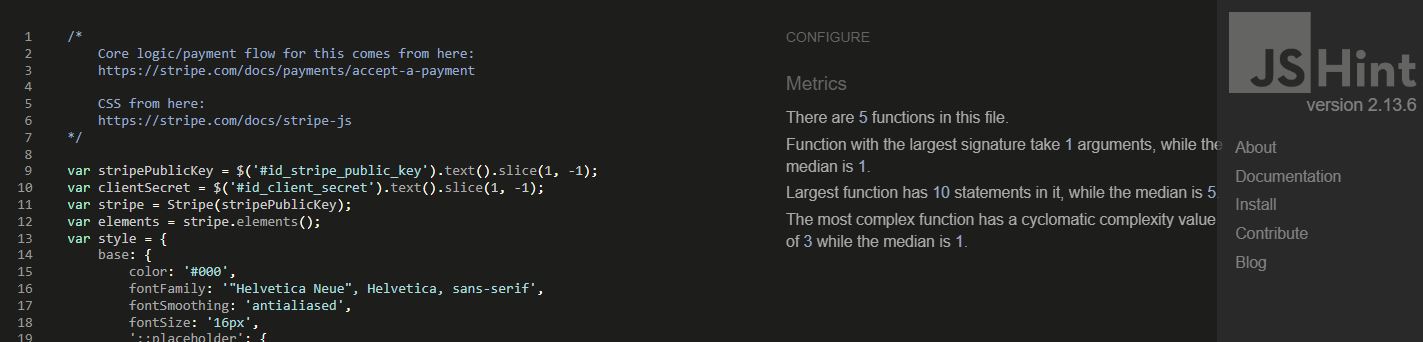 1 /*
2 Core logic/payment flow for this comes from here:
3 https://stripe.com/docs/payments/accept-a-payment
4
5 CSS from here:
6 https://stripe.com/docs/stripe-js
7 */
8
9 var stripePublicKey = $('#id_stripe_public_key').text().slice(1, -1);
10 var clientSecret = $('#id_client_secret').text().slice(1, -1);
11 var stripe = Stripe(stripePublicKey);
12 var elements = stripe.elements();
13 var style = {
14 base: {
15 color: '#000',
16 fontFamily: '"Helvetica Neue", Helvetica, sans-serif',
17 fontSmoothing: 'antialiased',
18 fontSize: '16px',
19 '::placeholder': {
CONFIGURE
Metrics
There are 5 functions in this file.
Function with the largest signature take 1 arguments, while the
median is 1.
Largest function has 10 statements in it, while the median is 5.
The most complex function has a cyclomatic complexity value
of 3 while the median is 1.
JSHint
version 2.13.6
About
Documentation
Install
Contribute
Blog